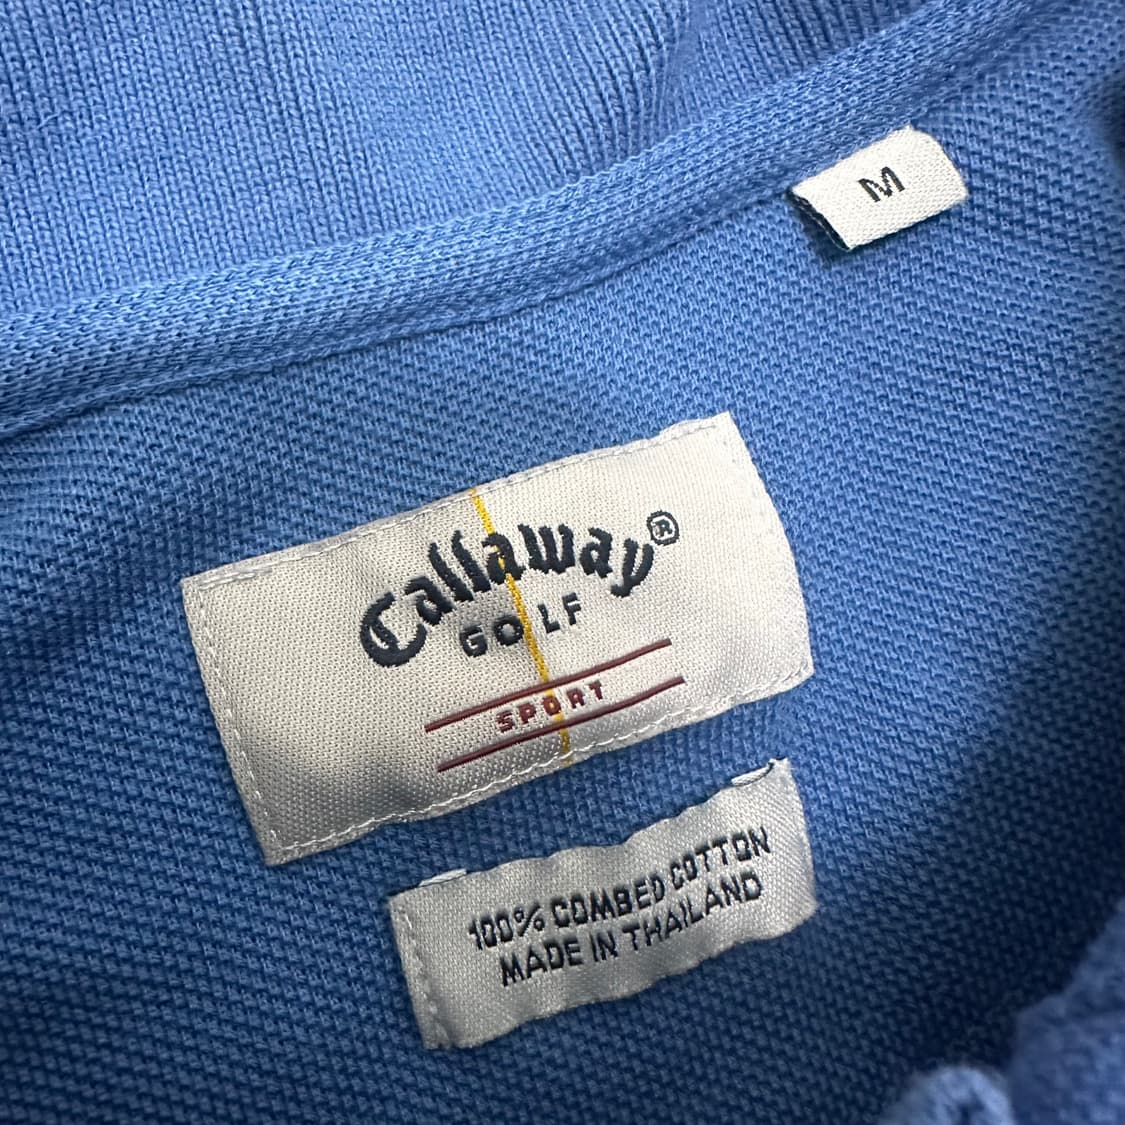 M
Callaway®
GOLF
SPORT
100% COMBED COTTON
MADE IN THAILAND